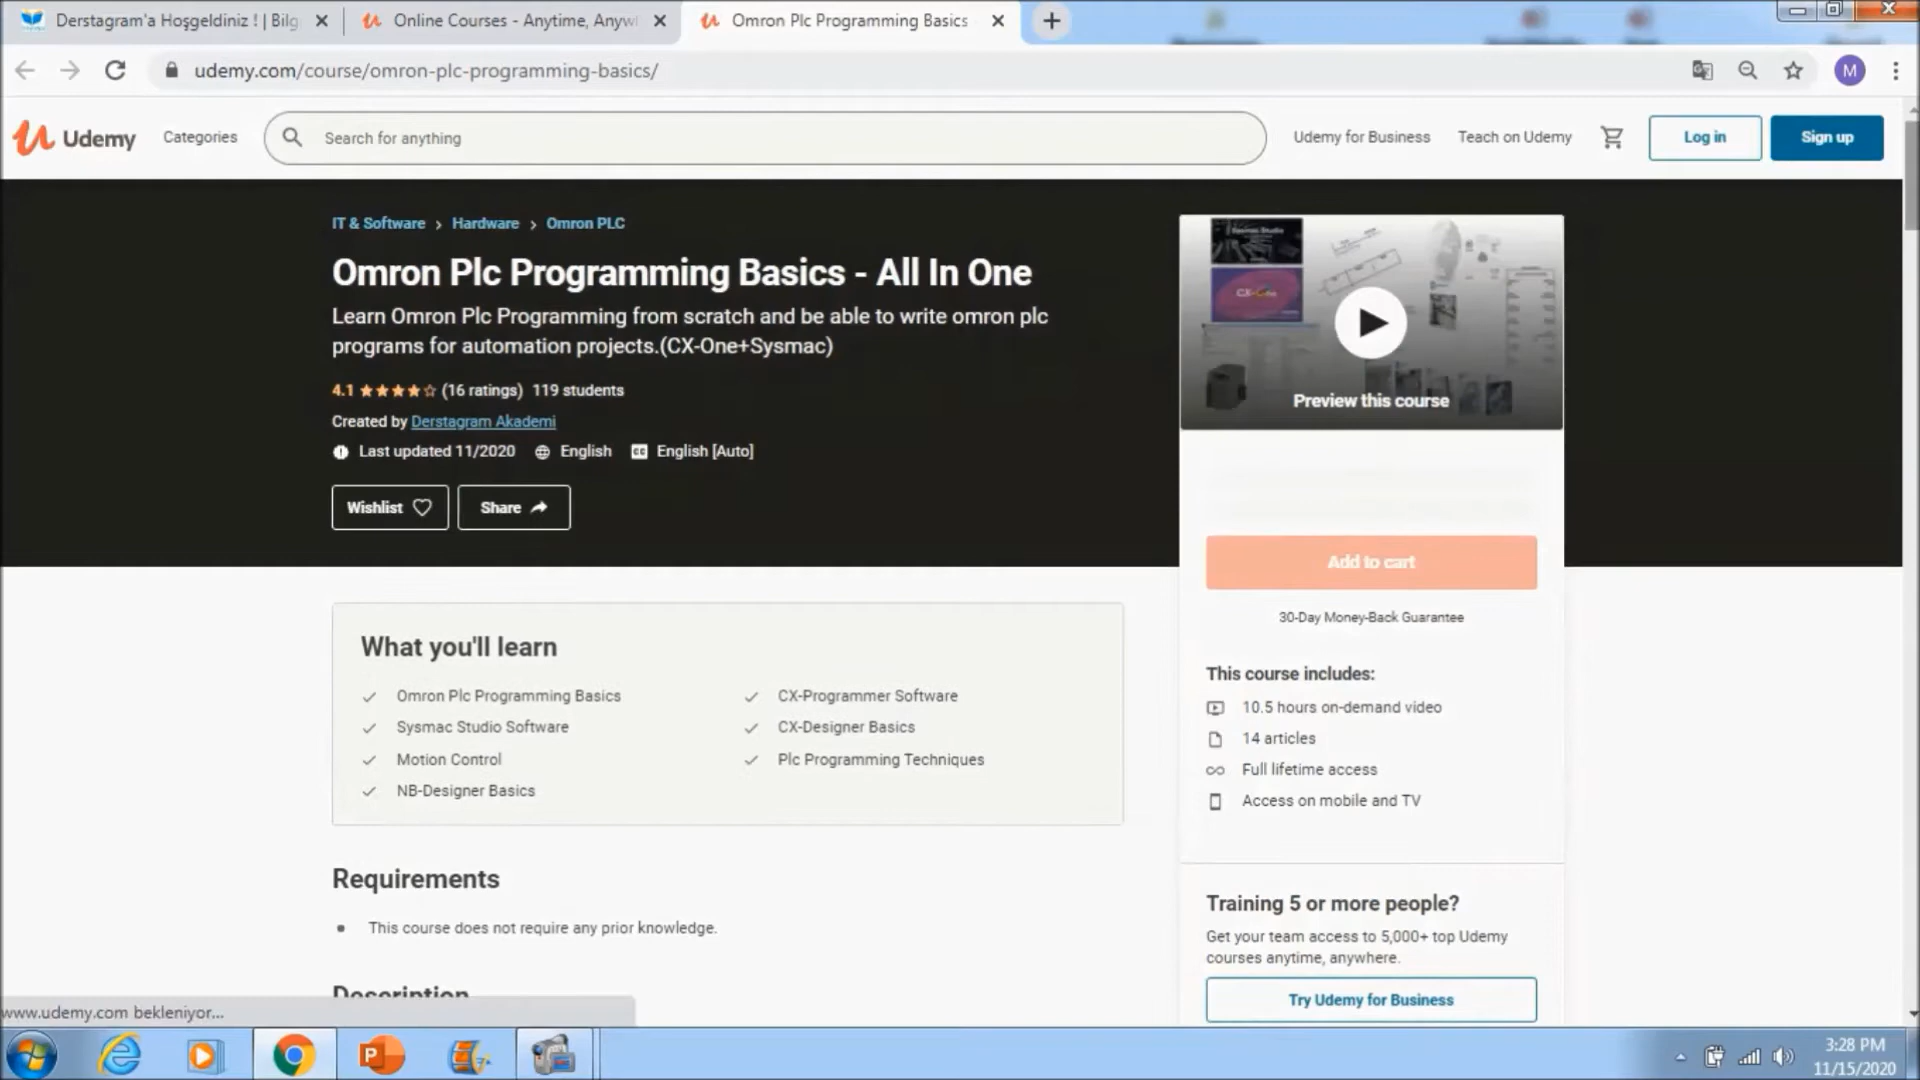 Derstagram'a Hoşgeldiniz ! | Bilg
Online Courses - Anytime, Anyw
Omron Plc Programming Basics
udemy.com/course/omron-plc-programming-basics/
M
Udemy
Categories
Search for anything
Udemy for Business
Teach on Udemy
Log in
Sign up
IT & Software > Hardware > Omron PLC
Omron Plc Programming Basics - All In One
Learn Omron Plc Programming from scratch and be able to write omron plc
programs for automation projects.(CX-One+Sysmac)
4.1 (16 ratings) 119 students
Created by Derstagram Akademi
Last updated 11/2020 English CC English [Auto]
Wishlist
Share
Sysmac Studio
CX-One
Preview this course
Add to cart
30-Day Money-Back Guarantee
This course includes:
10.5 hours on-demand video
14 articles
Full lifetime access
Access on mobile and TV
Training 5 or more people?
Get your team access to 5,000+ top Udemy
courses anytime, anywhere.
Try Udemy for Business
What you'll learn
Omron Plc Programming Basics
CX-Programmer Software
Sysmac Studio Software
CX-Designer Basics
Motion Control
Plc Programming Techniques
NB-Designer Basics
Requirements
This course does not require any prior knowledge.
Description
www.udemy.com bekleniyor...
3:28 PM
11/15/2020